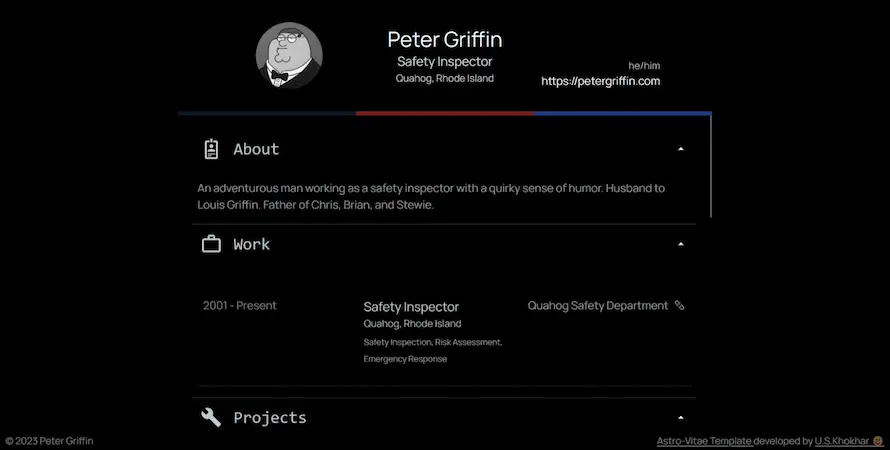 Peter Griffin
Safety Inspector
Quahog, Rhode Island
he/him
https://petergriffin.com
About
An adventurous man working as a safety inspector with a quirky sense of humor. Husband to
Louis Griffin. Father of Chris, Brian, and Stewie.
Work
2001 - Present
Safety Inspector
Quahog, Rhode Island
Safety Inspection, Risk Assessment,
Emergency Response
Quahog Safety Department
Projects
© 2023 Peter Griffin
Astro-Vitae Template developed by U.S.Khokhar